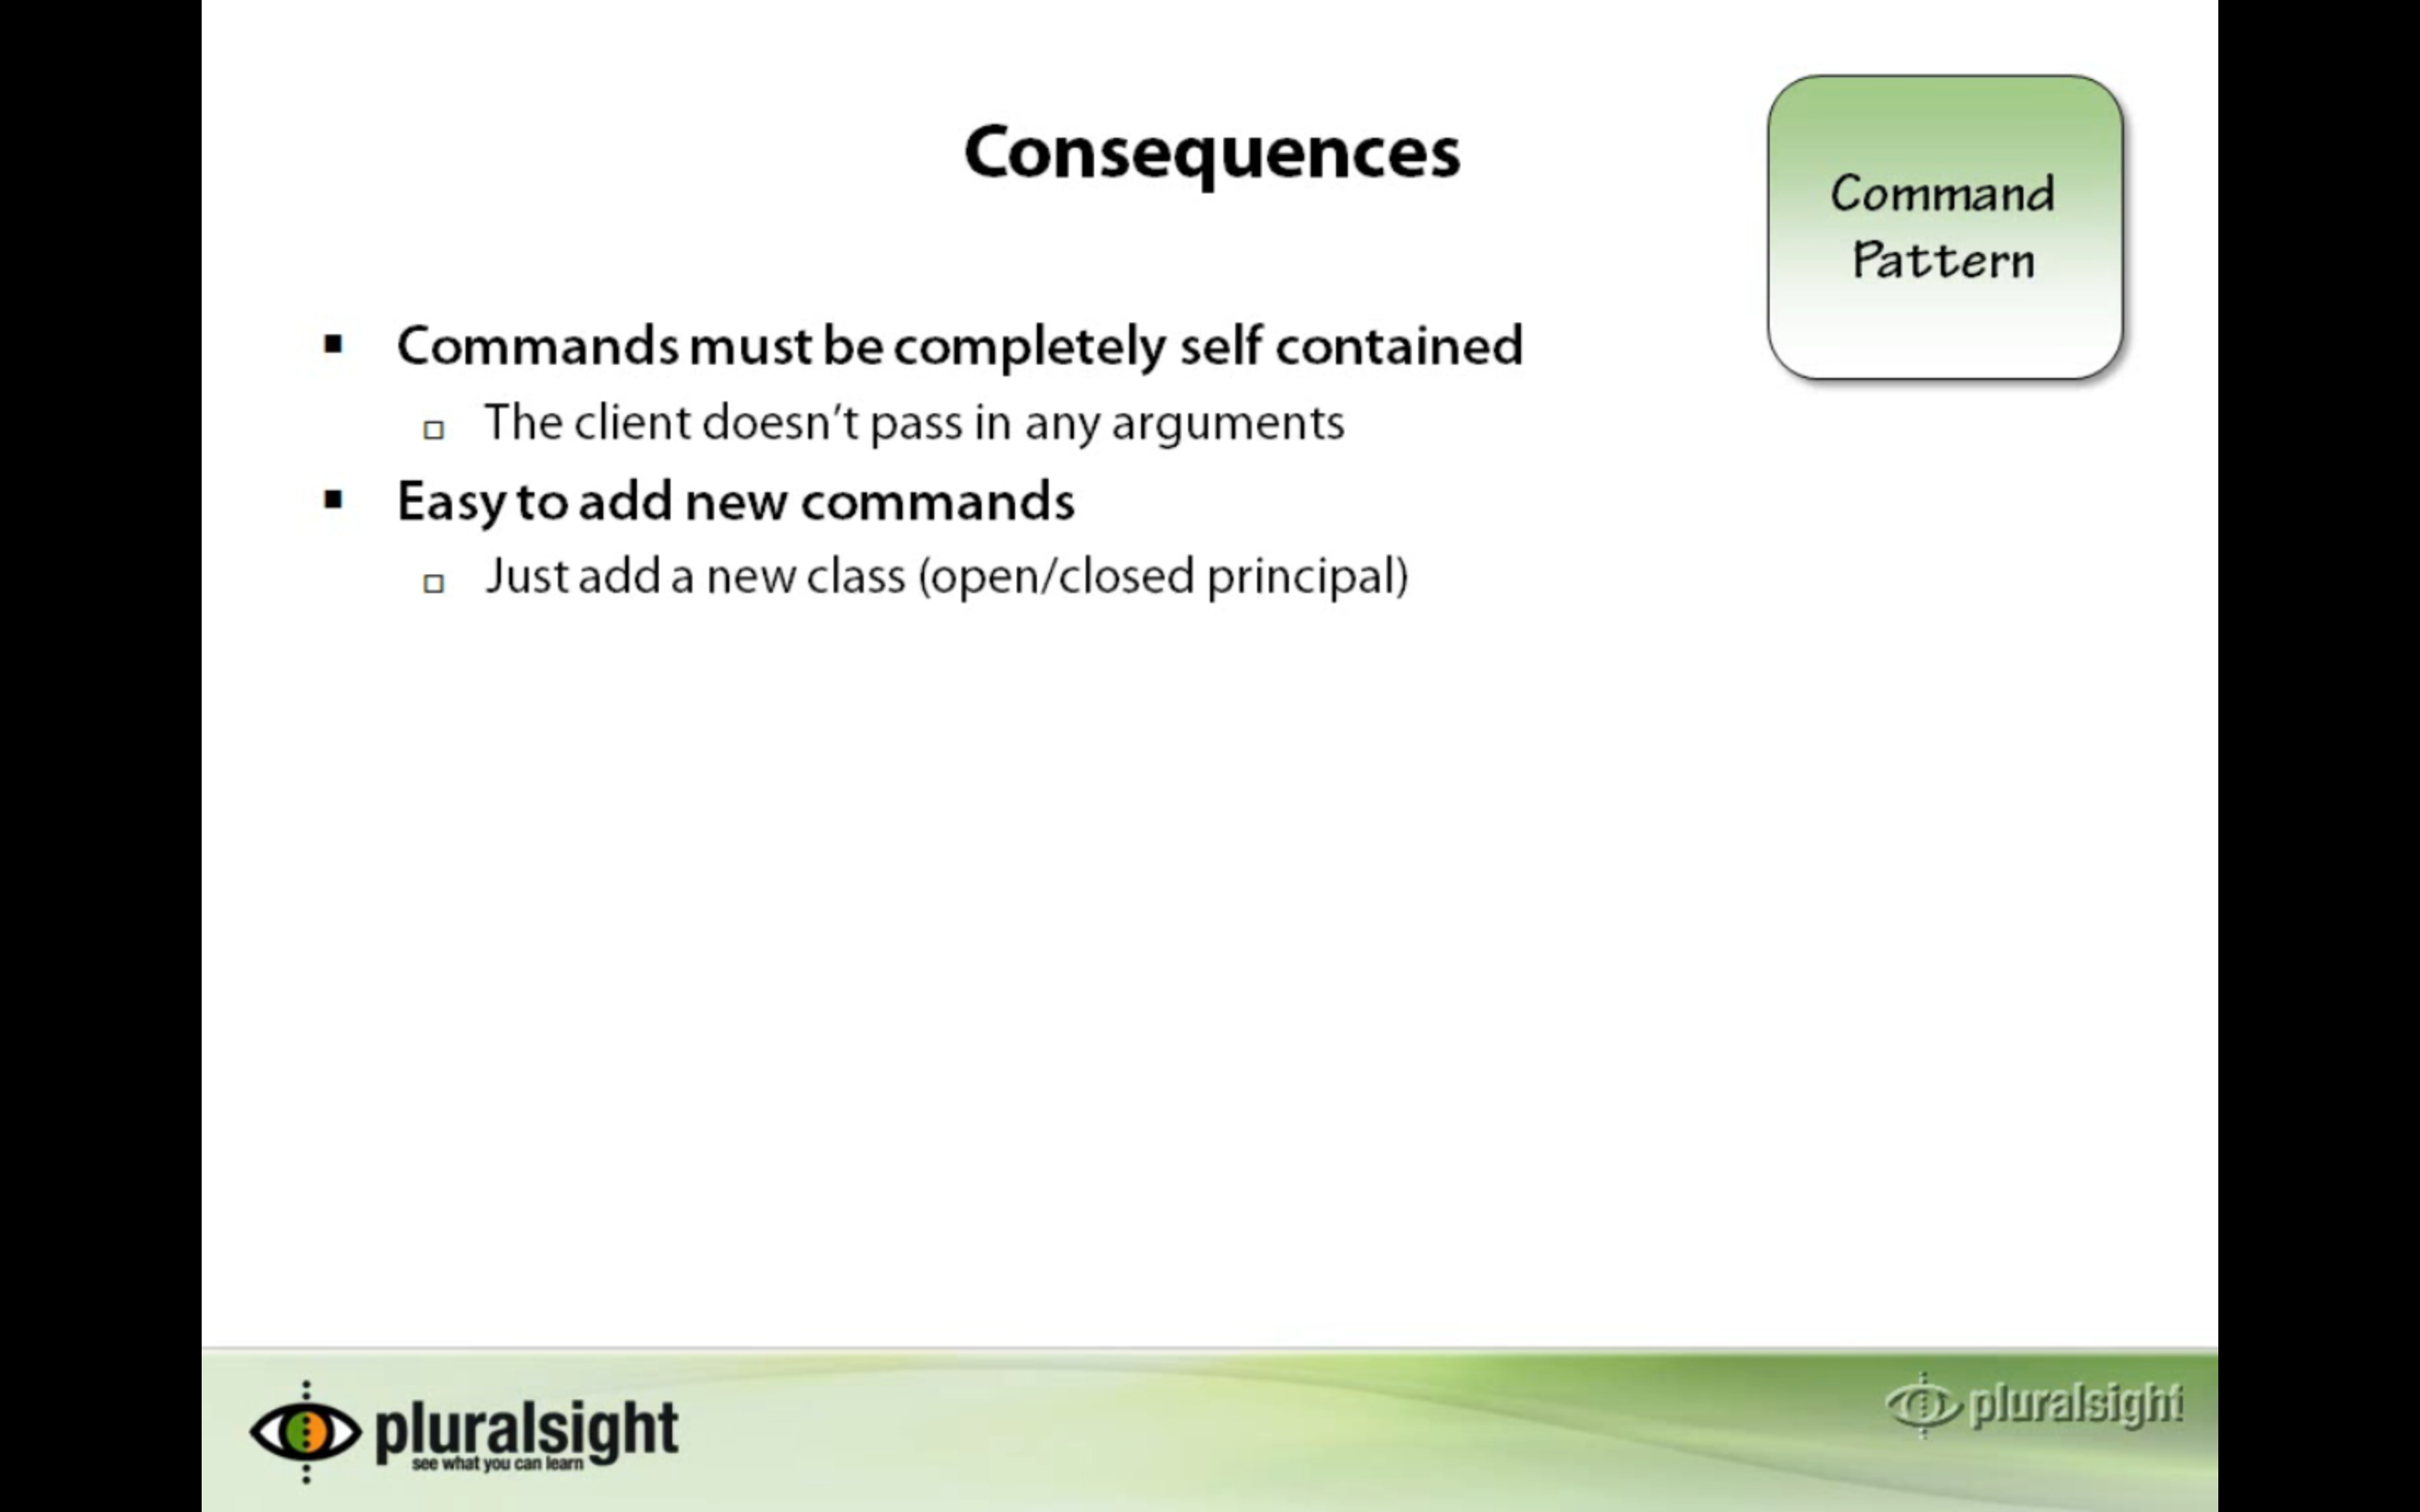 Consequences
Command
Pattern
Commands must be completely self contained
The client doesn't pass in any arguments
Easy to add new commands
Just add a new class (open/closed principal)
pluralsight
see what you can learn
pluralsight